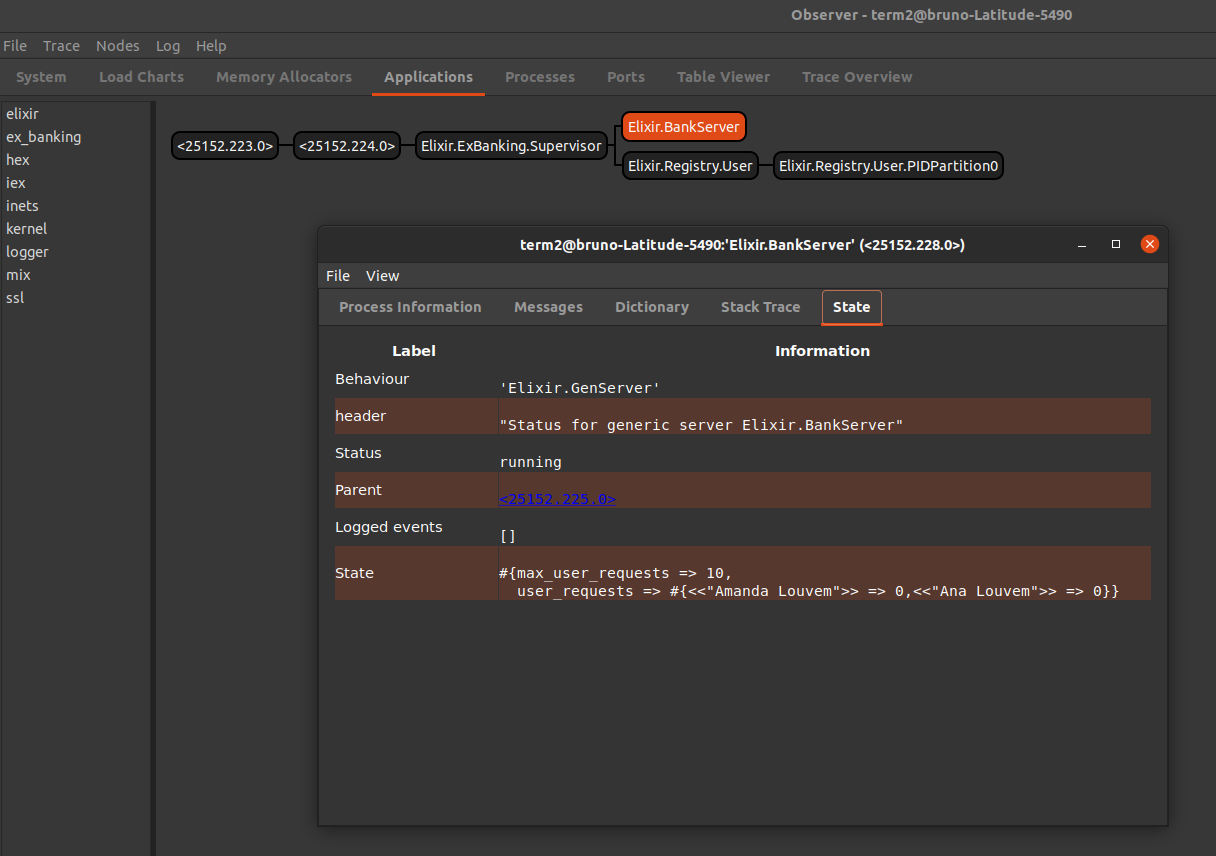 Observer - term2@bruno-Latitude-5490
File Trace Nodes Log Help
System Load Charts Memory Allocators Applications Processes Ports Table Viewer Trace Overview
elixir
ex_banking
hex
iex
inets
kernel
logger
mix
ssl
<25152.223.0> <25152.224.0> Elixir.ExBanking.Supervisor
Elixir.BankServer
Elixir.Registry.User Elixir.Registry.User.PIDPartition0
term2@bruno-Latitude-5490:'Elixir.BankServer' (<25152.228.0>)
File View
Process Information Messages Dictionary Stack Trace State
Label Information
Behaviour 'Elixir.GenServer'
header "Status for generic server Elixir.BankServer"
Status running
Parent <25152.225.0>
Logged events []
State #{max_user_requests => 10,
user_requests => #{<<"Amanda Louvem">> => 0,<<"Ana Louvem">> => 0}}